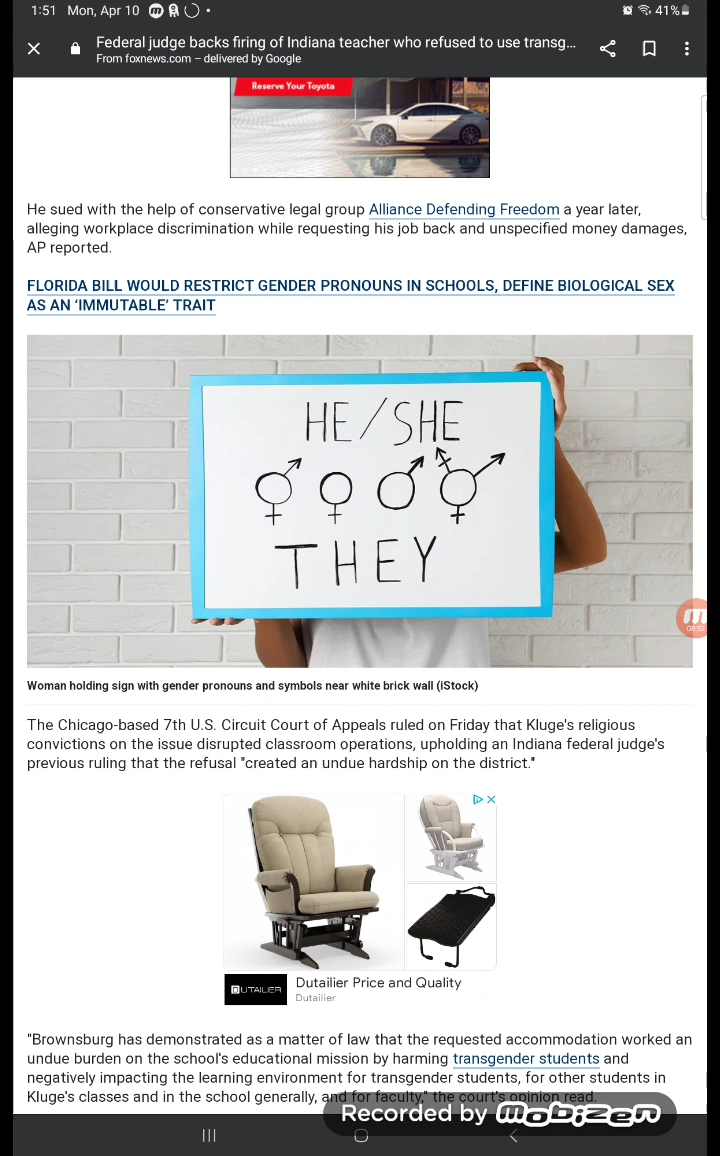 1:51 Mon, Apr 10
41%
Federal judge backs firing of Indiana teacher who refused to use transg...
From foxnews.com – delivered by Google
Reserve Your Toyota
He sued with the help of conservative legal group Alliance Defending Freedom a year later,
alleging workplace discrimination while requesting his job back and unspecified money damages,
AP reported.
FLORIDA BILL WOULD RESTRICT GENDER PRONOUNS IN SCHOOLS, DEFINE BIOLOGICAL SEX
AS AN ‘IMMUTABLE’ TRAIT
HE/SHE
THEY
m
08:52
Woman holding sign with gender pronouns and symbols near white brick wall (iStock)
The Chicago-based 7th U.S. Circuit Court of Appeals ruled on Friday that Kluge's religious
convictions on the issue disrupted classroom operations, upholding an Indiana federal judge's
previous ruling that the refusal "created an undue hardship on the district."
DUTAILIER
Dutailier Price and Quality
Dutailier
"Brownsburg has demonstrated as a matter of law that the requested accommodation worked an
undue burden on the school's educational mission by harming transgender students and
negatively impacting the learning environment for transgender students, for other students in
Kluge's classes and in the school generally, and for faculty," the court's opinion read.
Recorded by mobizen